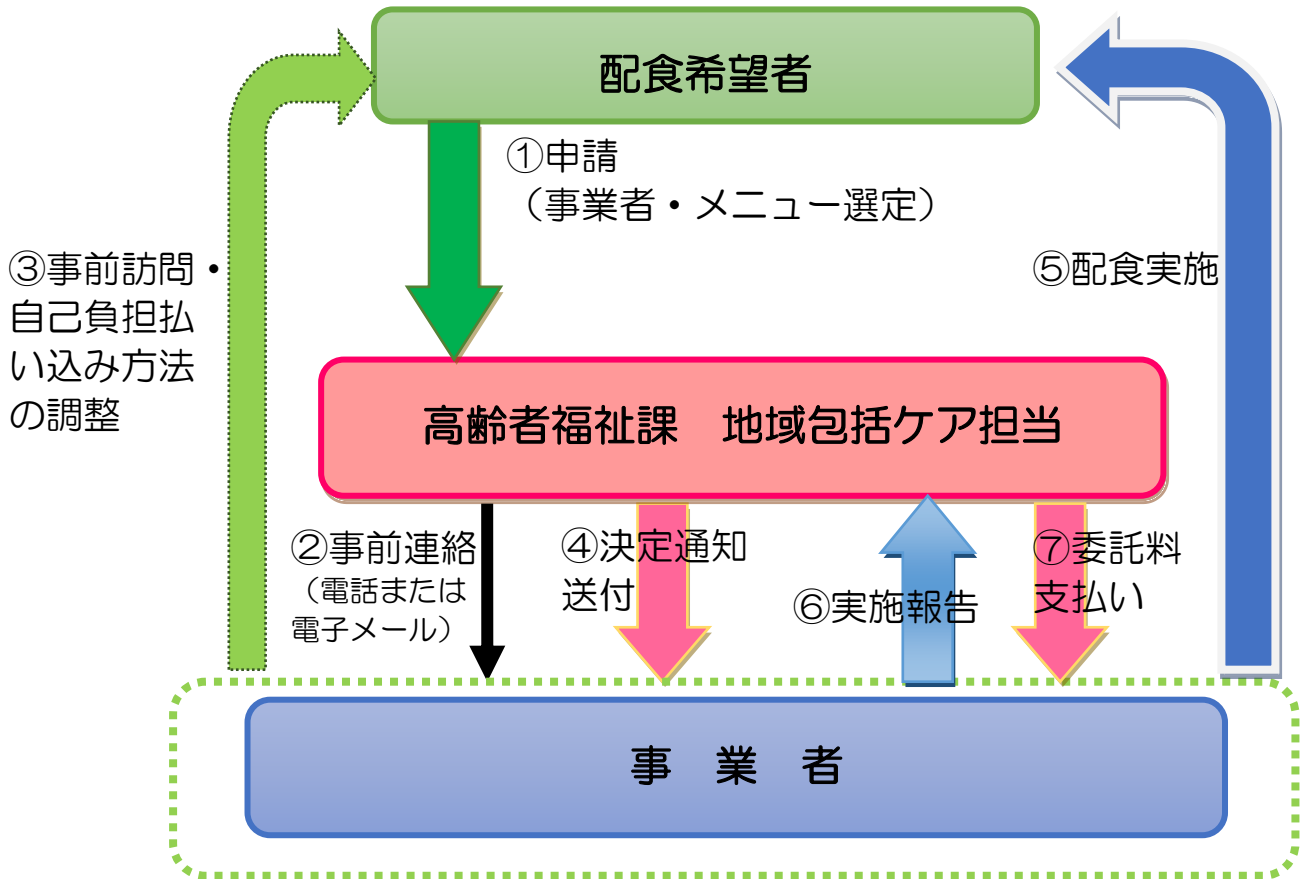 配食希望者
①申請
（事業者・メニュー選定）
③事前訪問・
自己負担払
い込み方法
の調整
⑤配食実施
高齢者福祉課　地域包括ケア担当
②事前連絡
（電話または
電子メール）
④決定通知
送付
⑥実施報告
⑦委託料
支払い
事　業　者